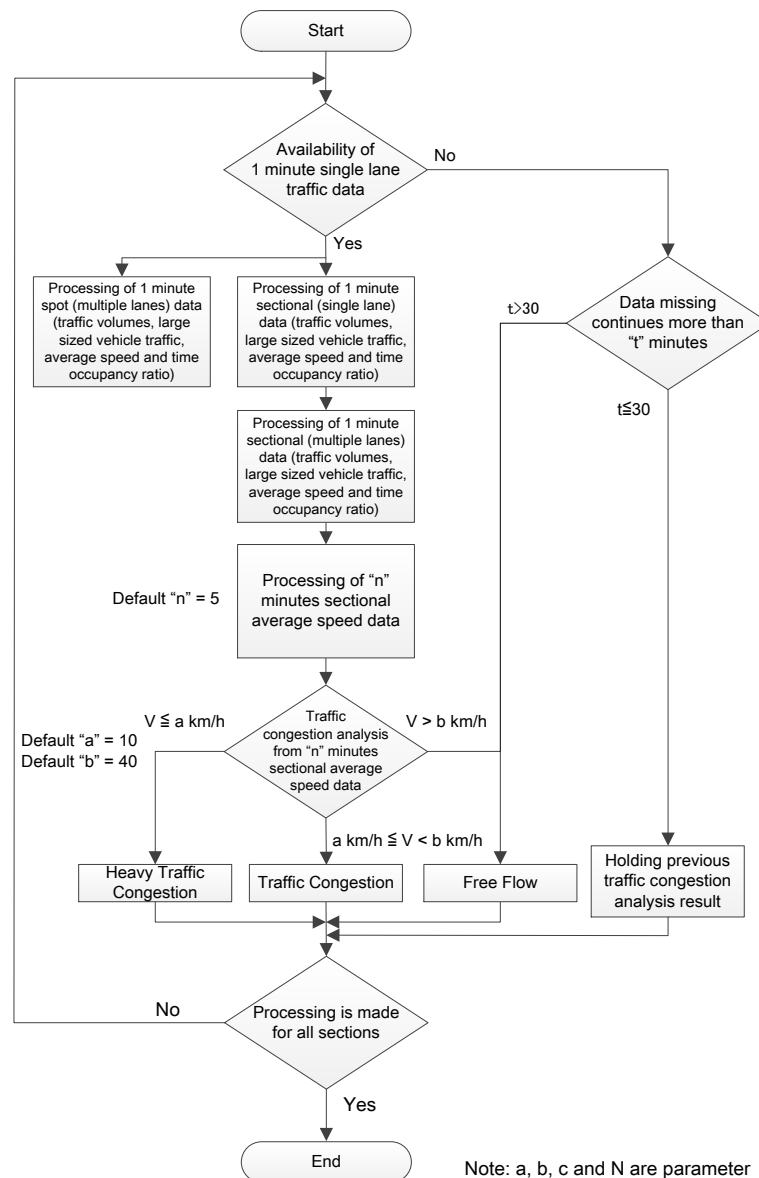 Start
Availability of
1 minute single lane
traffic data
No
Yes
Processing of 1 minute
spot (multiple lanes) data
(traffic volumes, large
sized vehicle traffic,
average speed and time
occupancy ratio)
Processing of 1 minute
sectional (single lane)
data (traffic volumes,
large sized vehicle traffic,
average speed and time
occupancy ratio)
t>30
Data missing
continues more than
“t” minutes
t≦30
Processing of 1 minute
sectional (multiple lanes)
data (traffic volumes,
large sized vehicle traffic,
average speed and time
occupancy ratio)
Default “n” = 5
Processing of “n”
minutes sectional
average speed data
V ≦ a km/h
Default “a” = 10
Default “b” = 40
Traffic
congestion analysis
from “n” minutes
sectional average
speed data
V > b km/h
a km/h ≦ V < b km/h
Heavy Traffic
Congestion
Traffic Congestion
Free Flow
Holding previous
traffic congestion
analysis result
No
Processing is made
for all sections
Yes
End
Note: a, b, c and N are parameter